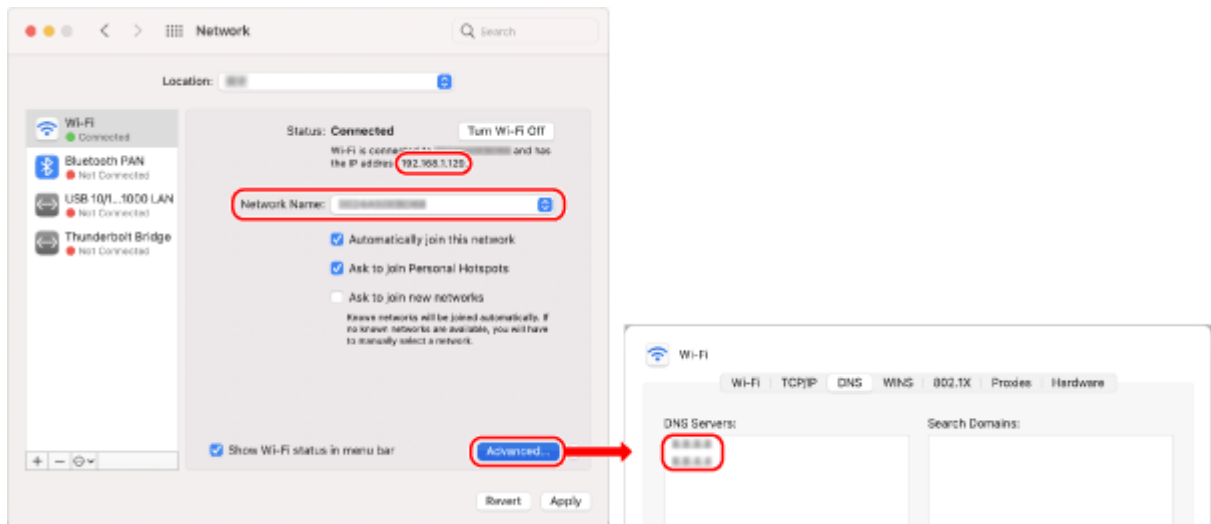 Network
Search
Location:
Wi-Fi
Connected
Bluetooth PAN
Not Connected
USB 10/1...1000 LAN
Not Connected
Thunderbolt Bridge
Not Connected
Status: Connected
Turn Wi-Fi Off
Wi-Fi is connected to and has
the IP address 192.168.1.129.
Network Name:
Automatically join this network
Ask to join Personal Hotspots
Ask to join new networks
Known networks will be joined automatically. If
no known networks are available, you will have
to manually select a network.
Show Wi-Fi status in menu bar
Advanced...
Revert
Apply
Wi-Fi
Wi-Fi TCP/IP DNS WINS 802.1X Proxies Hardware
DNS Servers:
Search Domains: